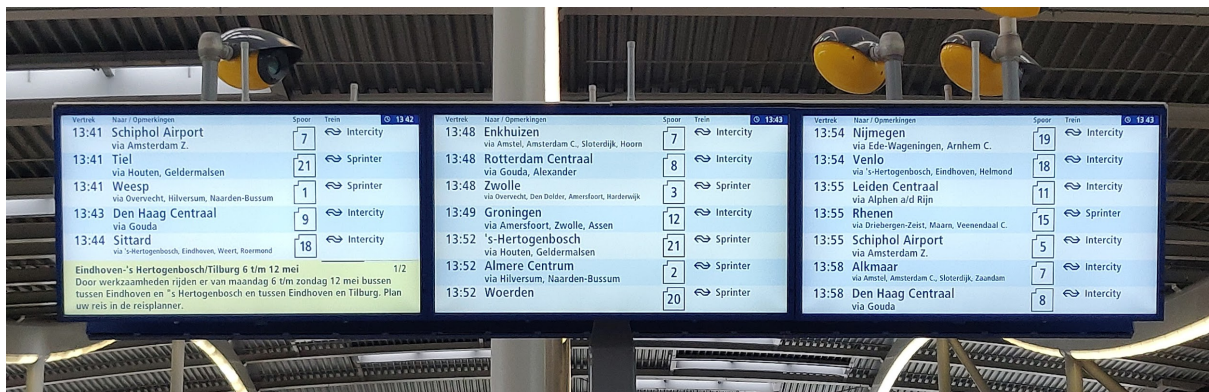 Vertrek Naar / Opmerkingen Spoor Trein 13 42
13:41 Schiphol Airport 7 Intercity
via Amsterdam Z.
13:41 Tiel 21 Sprinter
via Houten, Geldermalsen
13:41 Weesp 1 Sprinter
via Overvecht, Hilversum, Naarden-Bussum
13:43 Den Haag Centraal 9 Intercity
via Gouda
13:44 Sittard 18 Intercity
via 's-Hertogenbosch, Eindhoven, Weert, Roermond
Eindhoven-'s Hertogenbosch/Tilburg 6 t/m 12 mei 1/2
Door werkzaamheden rijden er van maandag 6 t/m zondag 12 mei bussen
tussen Eindhoven en "s Hertogenbosch en tussen Eindhoven en Tilburg. Plan
uw reis in de reisplanner.
Vertrek Naar / Opmerkingen Spoor Trein 13:43
13:48 Enkhuizen 7 Intercity
via Amstel, Amsterdam C., Sloterdijk, Hoorn
13:48 Rotterdam Centraal 8 Intercity
via Gouda, Alexander
13:48 Zwolle 3 Sprinter
via Overvecht, Den Dolder, Amersfoort, Harderwijk
13:49 Groningen 12 Intercity
via Amersfoort, Zwolle, Assen
13:52 's-Hertogenbosch 21 Sprinter
via Houten, Geldermalsen
13:52 Almere Centrum 2 Sprinter
via Hilversum, Naarden-Bussum
13:52 Woerden 20 Sprinter
Vertrek Naar / Opmerkingen Spoor Trein 13 43
13:54 Nijmegen 19 Intercity
via Ede-Wageningen, Arnhem C.
13:54 Venlo 18 Intercity
via 's-Hertogenbosch, Eindhoven, Helmond
13:55 Leiden Centraal 11 Intercity
via Alphen a/d Rijn
13:55 Rhenen 15 Sprinter
via Driebergen-Zeist, Maarn, Veenendaal C.
13:55 Schiphol Airport 5 Intercity
via Amsterdam Z.
13:58 Alkmaar 7 Intercity
via Amstel, Amsterdam C., Sloterdijk, Zaandam
13:58 Den Haag Centraal 8 Intercity
via Gouda